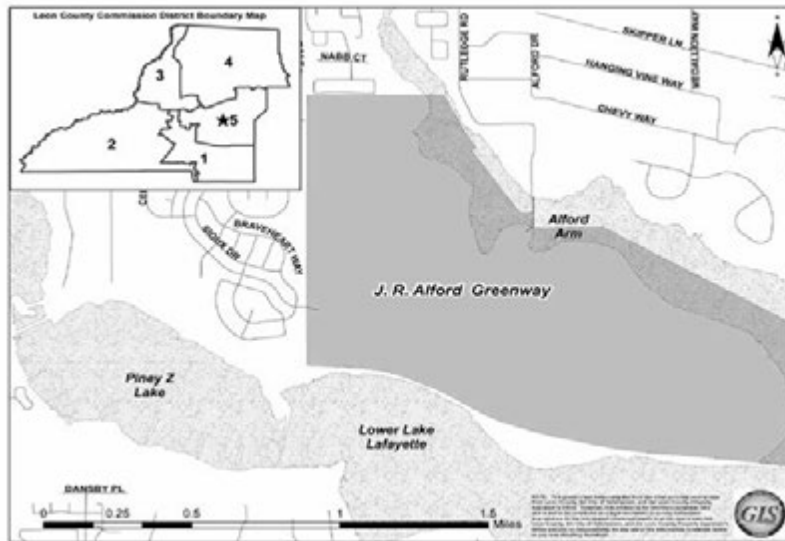 Leon County Commission District Boundary Map
3
4
★5
2
1
NABB CT
RUTLEDGE RD
ALFORD DR
MEDALLION WAY
SKIPPER LN
HANGING VINE WAY
CHEVY WAY
BRAVEHEART WAY
SIOUX DR
Alford
Arm
J. R. Alford Greenway
Piney Z
Lake
Lower Lake
Lafayette
DANSBY PL
0 0.25 0.5 1 1.5
Miles
GIS